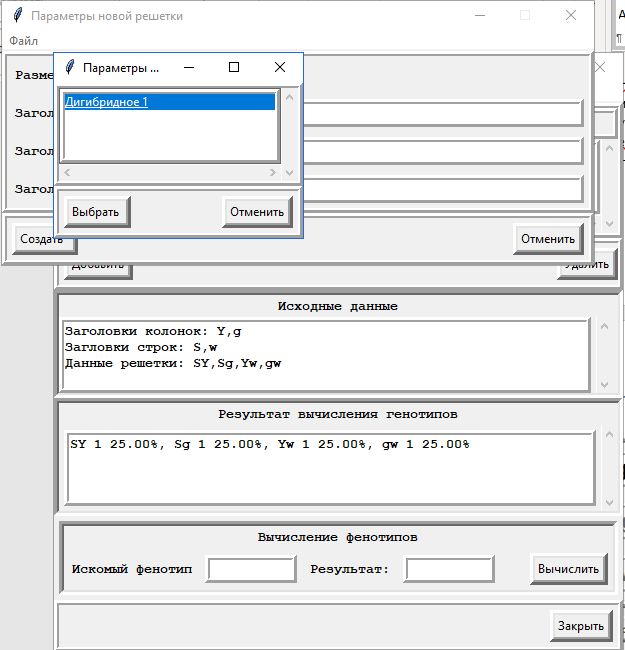 Параметры новой решетки
Файл
Параметры ...
Разме
Дигибридное 1
Загол
Загол
Загол
Выбрать
Отменить
Создать
Отменить
Добавить
Удалить
Исходные данные
Заголовки колонок: Y,g
Загловки строк: S,w
Данные решетки: SY,Sg,Yw,gw
Результат вычисления генотипов
SY 1 25.00%, Sg 1 25.00%, Yw 1 25.00%, gw 1 25.00%
Вычисление фенотипов
Искомый фенотип
Результат:
Вычислить
Закрыть